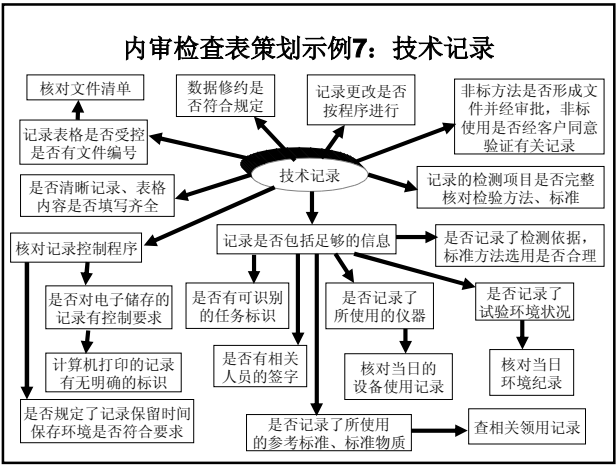 内审检查表策划示例7：技术记录
核对文件清单
数据修约是
否符合规定
记录更改是否
按程序进行
非标方法是否形成文
件并经审批，非标
使用是否经客户同意
验证有关记录
记录表格是否受控
是否有文件编号
技术记录
是否清晰记录、表格
内容是否填写齐全
记录的检测项目是否完整
核对检验方法、标准
核对记录控制程序
记录是否包括足够的信息
是否记录了检测依据，
标准方法选用是否合理
是否对电子储存的
记录有控制要求
是否有可识别
的任务标识
是否记录了
所使用的仪器
是否记录了
试验环境状况
计算机打印的记录
有无明确的标识
是否有相关
人员的签字
核对当日的
设备使用记录
核对当日
环境纪录
是否规定了记录保留时间
保存环境是否符合要求
是否记录了所使用
的参考标准、标准物质
查相关领用记录